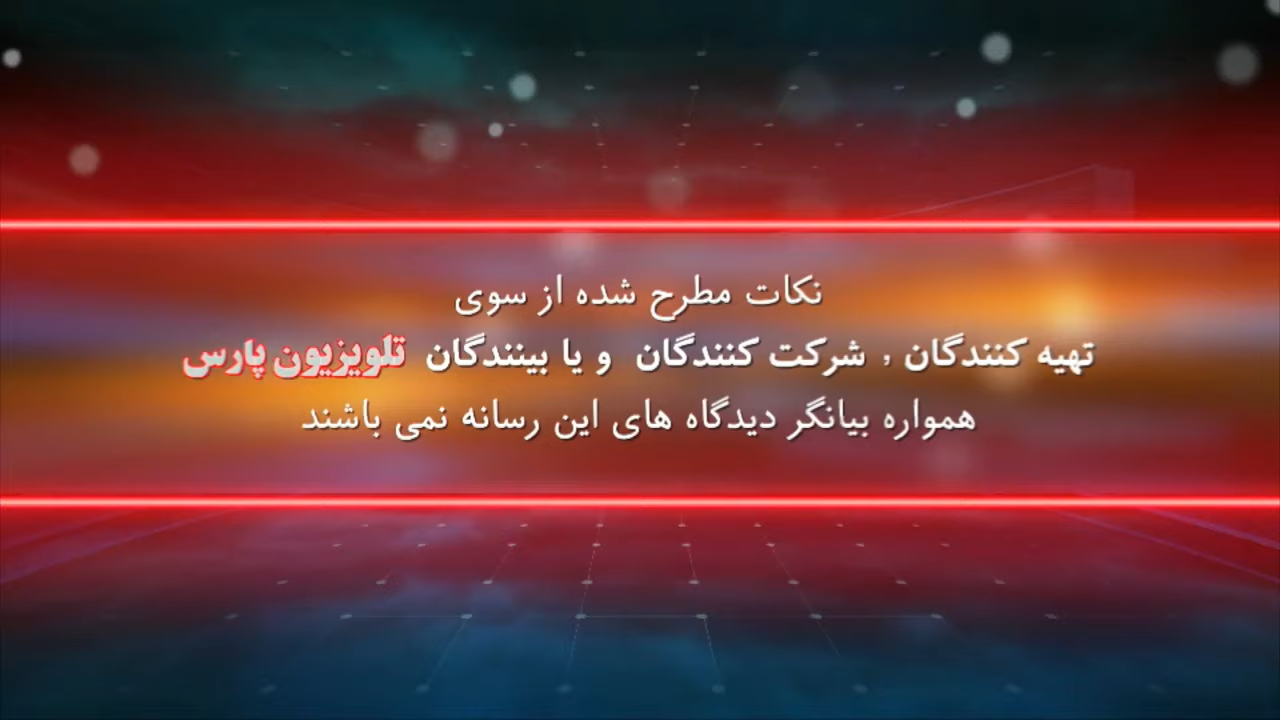 نکات مطرح شده از سوی
تهیه کنندگان , شرکت کنندگان و یا بینندگان تلویزیون پارس
همواره بیانگر دیدگاه های این رسانه نمی باشند